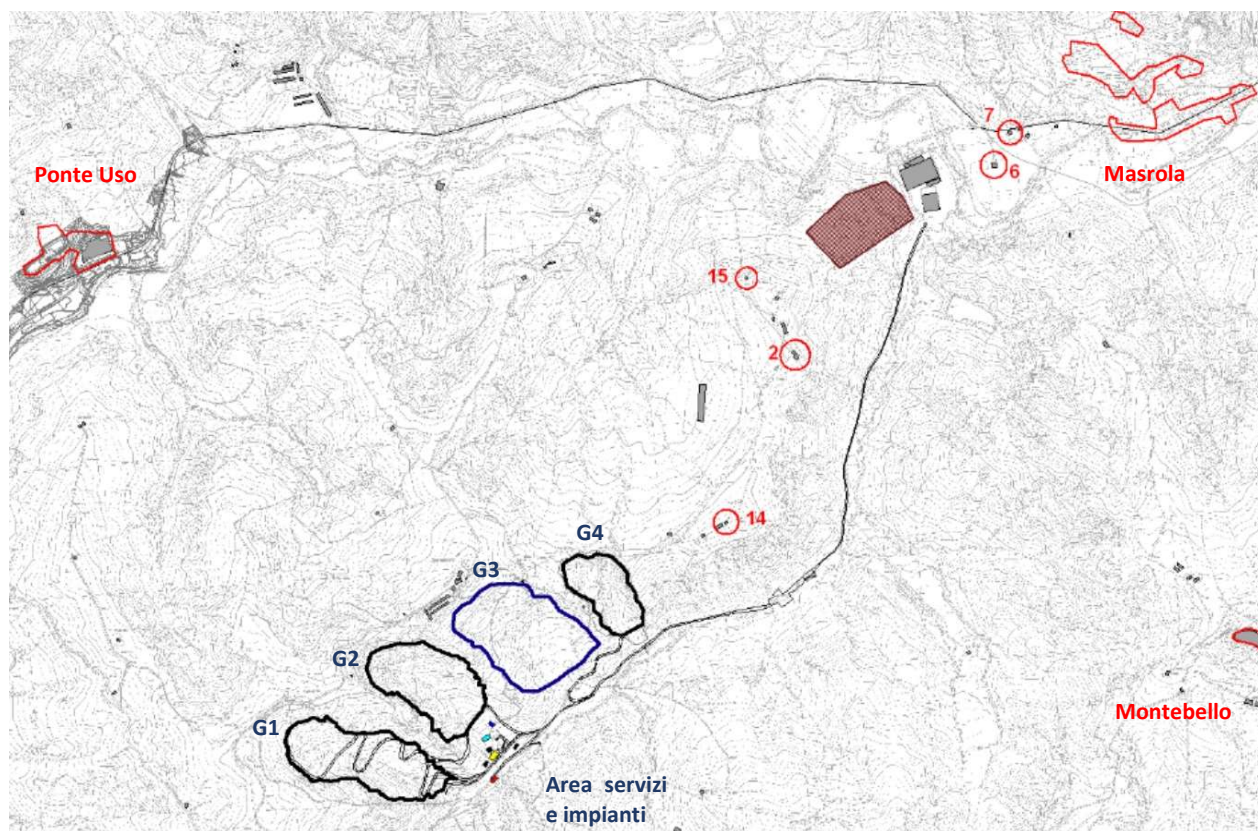 7
Ponte Uso
6
Masrola
15
2
14
G4
G3
G2
G1
Montebello
Area servizi
e impianti